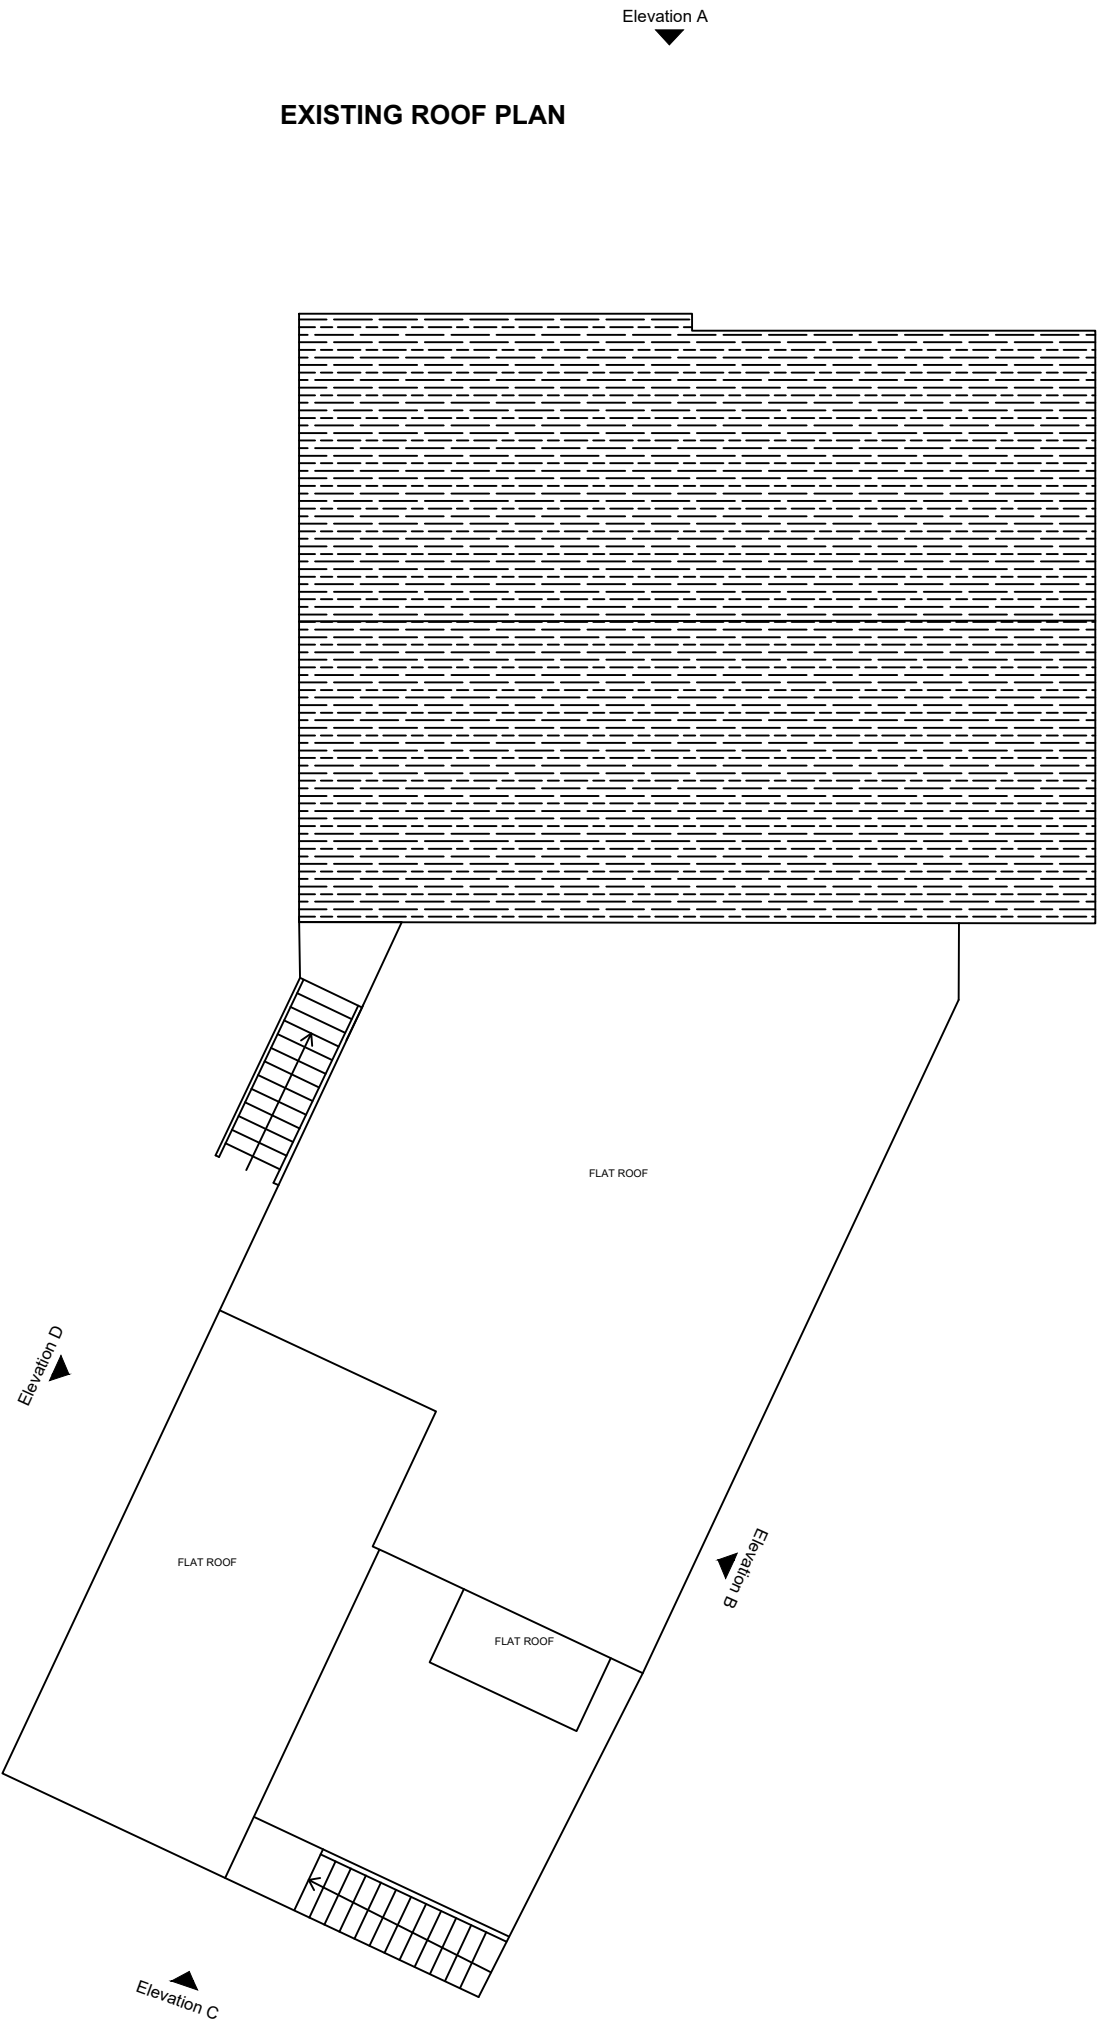 Elevation A
EXISTING ROOF PLAN
FLAT ROOF
Elevation D
Elevation B
FLAT ROOF
FLAT ROOF
Elevation C